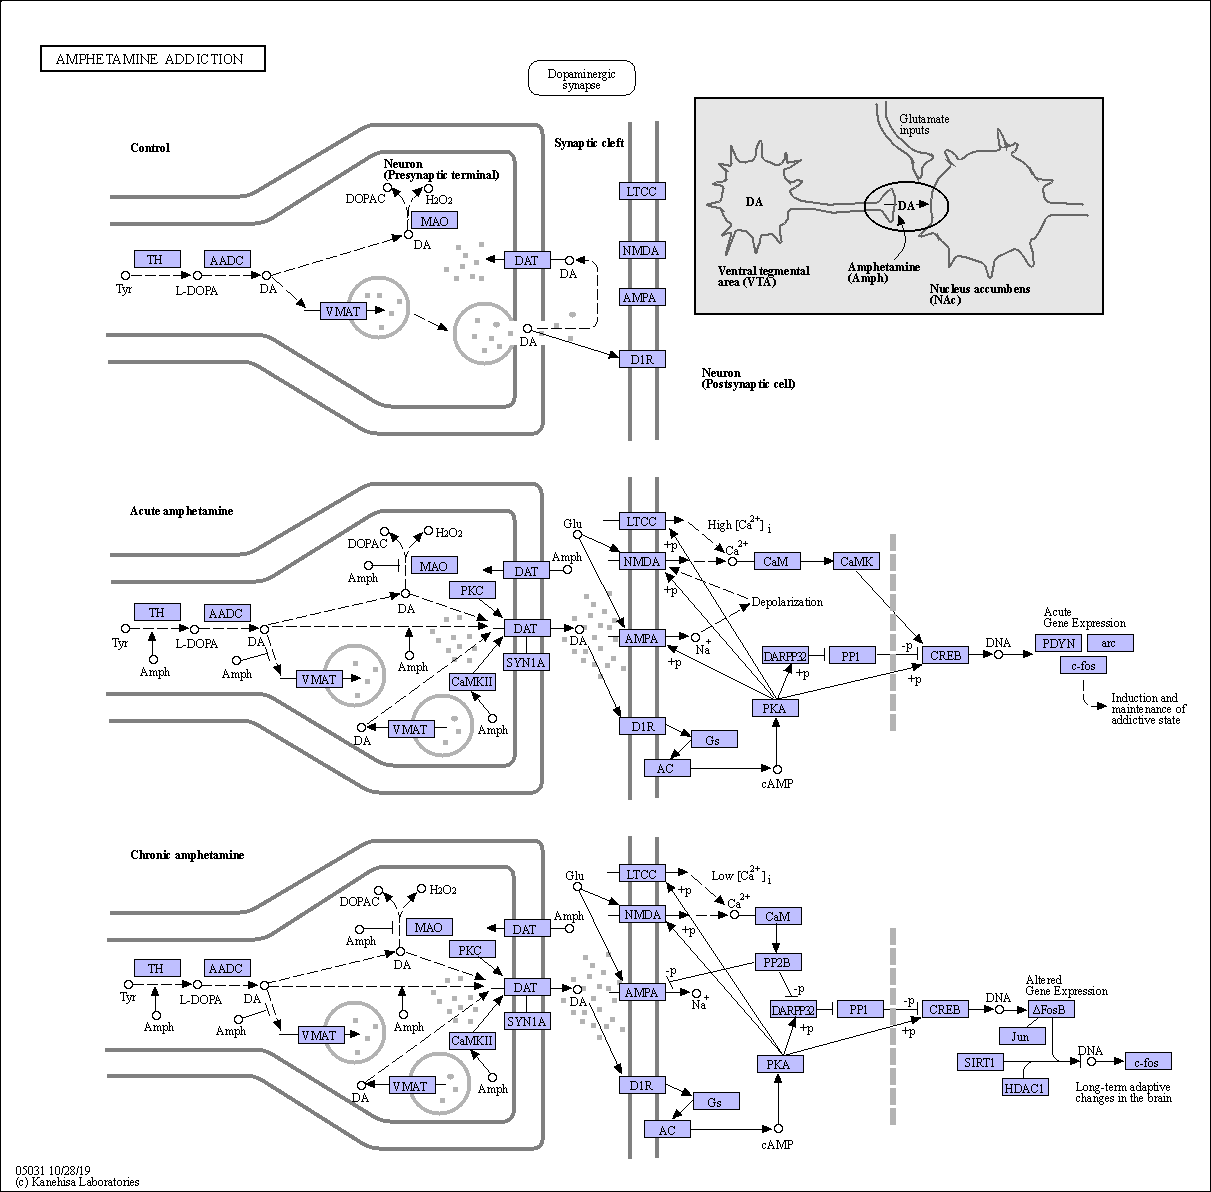 AMPHETAMINE ADDICTION
Dopaminergic
synapse
Control
Synaptic cleft
Neuron
(Presynaptic terminal)
DOPAC
H2O2
MAO
DA
TH
AADC
Tyr
L-DOPA
DA
VMAT
DAT
DA
DA
LTCC
NMDA
AMPA
D1R
Neuron
(Postsynaptic cell)
Glutamate
inputs
DA
DA
Ventral tegmental
area (VTA)
Amphetamine
(Amph)
Nucleus accumbens
(NAc)
Acute amphetamine
DOPAC
H2O2
MAO
Amph
DA
PKC
TH
AADC
Tyr
L-DOPA
DA
Amph
Amph
Amph
VMAT
DA
VMAT
CaMKII
Amph
DAT
Amph
DAT
SYN1A
DA
Glu
LTCC
NMDA
AMPA
D1R
+p
+p
+p
+p
High [Ca2+]i
Ca2+
CaM
CaMK
Depolarization
Na+
DARPP32
+p
PP1
-p
+p
CREB
DNA
PKA
Gs
AC
cAMP
Acute
Gene Expression
PDYN
arc
c-fos
Induction and
maintenance of
addictive state
Chronic amphetamine
DOPAC
H2O2
MAO
Amph
DA
PKC
TH
AADC
Tyr
L-DOPA
DA
Amph
Amph
Amph
VMAT
DA
VMAT
CaMKII
Amph
DAT
Amph
DAT
SYN1A
DA
Glu
LTCC
NMDA
AMPA
D1R
+p
+p
-p
Low [Ca2+]i
Ca2+
CaM
PP2B
-p
Na+
DARPP32
+p
PP1
-p
+p
CREB
DNA
PKA
Gs
AC
cAMP
Altered
Gene Expression
ΔFosB
Jun
SIRT1
HDAC1
DNA
c-fos
Long-term adaptive
changes in the brain
05031 10/28/19
(c) Kanehisa Laboratories